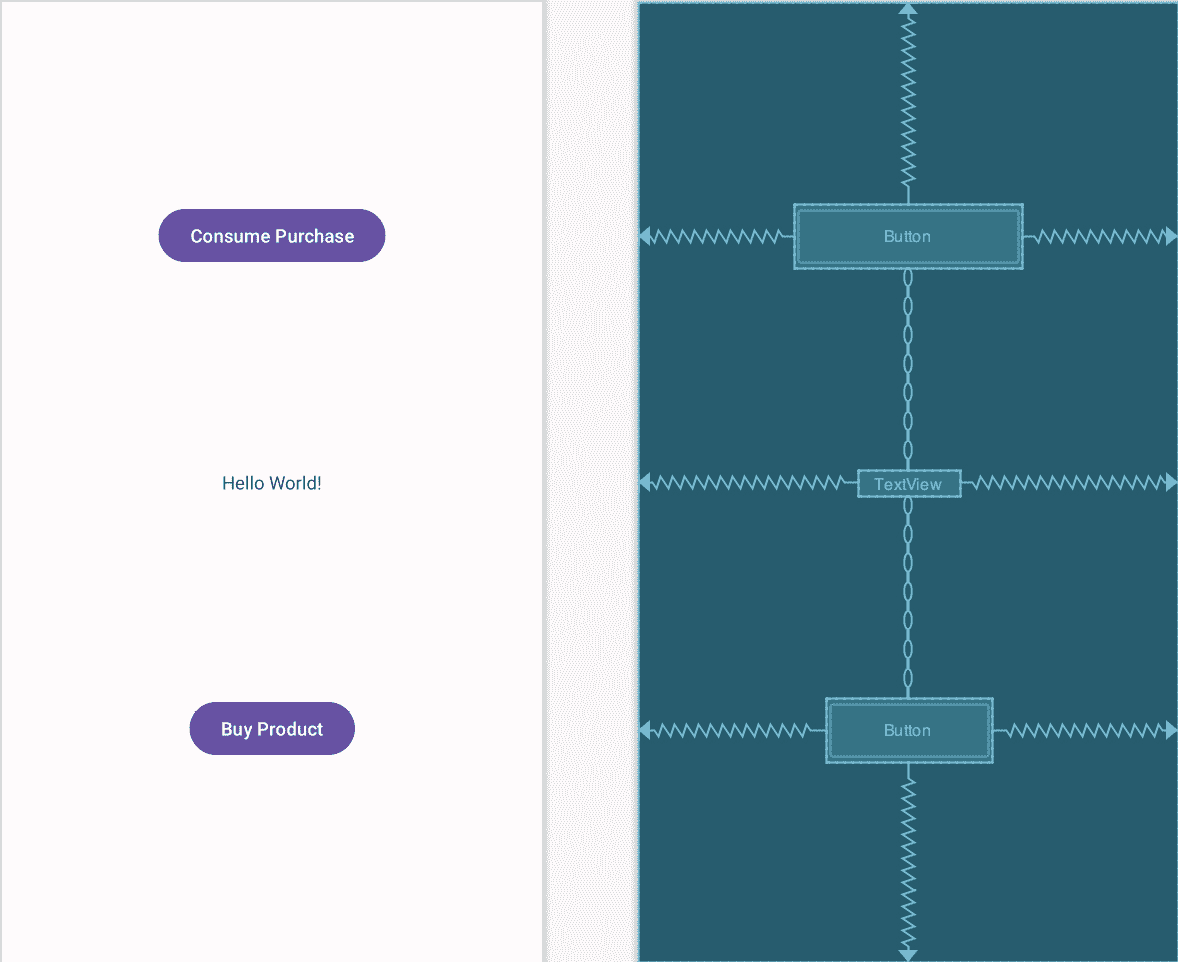 Consume Purchase
Hello World!
Buy Product
Button
TextView
Button